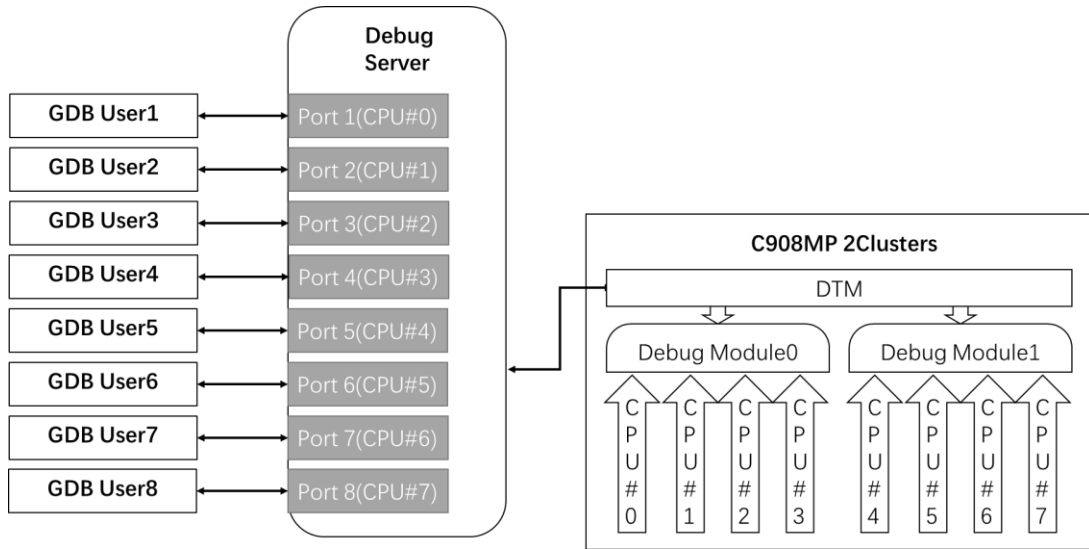 Debug
Server
GDB User1
Port 1(CPU#0)
GDB User2
Port 2(CPU#1)
GDB User3
Port 3(CPU#2)
GDB User4
Port 4(CPU#3)
GDB User5
Port 5(CPU#4)
GDB User6
Port 6(CPU#5)
GDB User7
Port 7(CPU#6)
GDB User8
Port 8(CPU#7)
C908MP 2Clusters
DTM
Debug Module0
Debug Module1
CPU#0
CPU#1
CPU#2
CPU#3
CPU#4
CPU#5
CPU#6
CPU#7